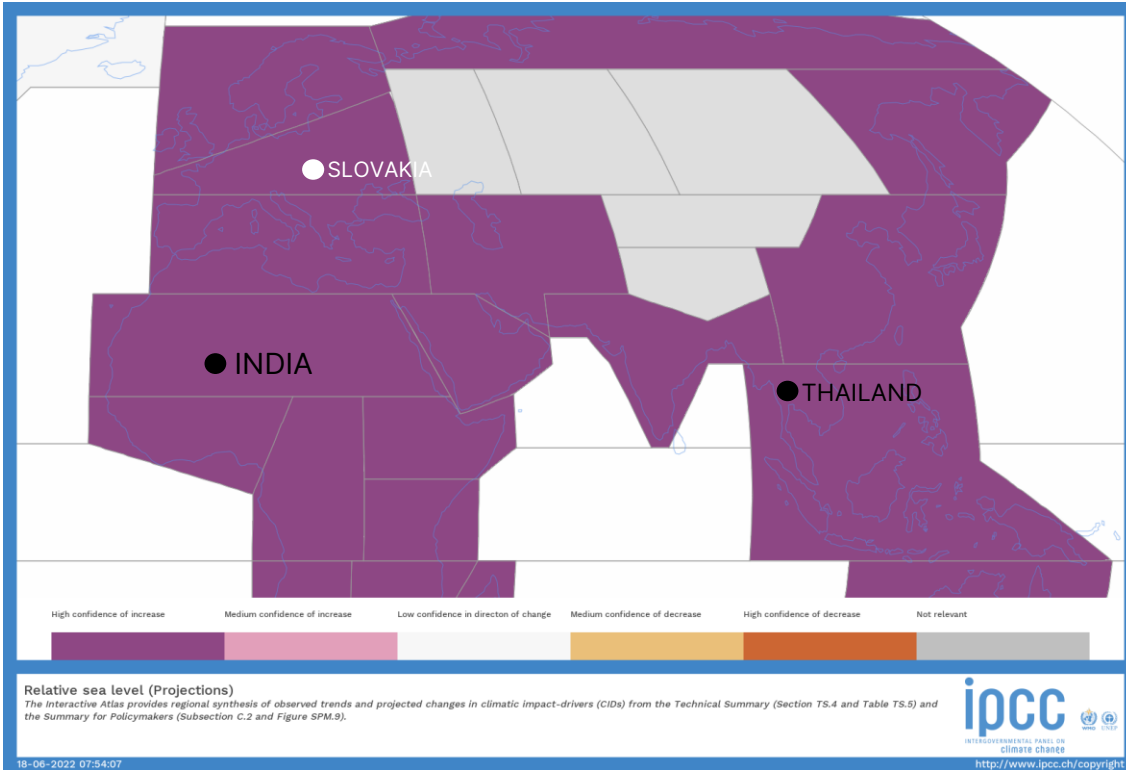 SLOVAKIA
INDIA
THAILAND
High confidence of increase
Medium confidence of increase
Low confidence in directon of change
Medium confidence of decrease
High confidence of decrease
Not relevant
Relative sea level (Projections)
The Interactive Atlas provides regional synthesis of observed trends and projected changes in climatic impact-drivers (CIDs) from the Technical Summary (Section TS.4 and Table TS.5) and
the Summary for Policymakers (Subsection C.2 and Figure SPM.9).
ipcc
INTERGOVERNMENTAL PANEL ON
climate change
WMO
UNEP
18-06-2022 07:54:07
http://www.ipcc.ch/copyright